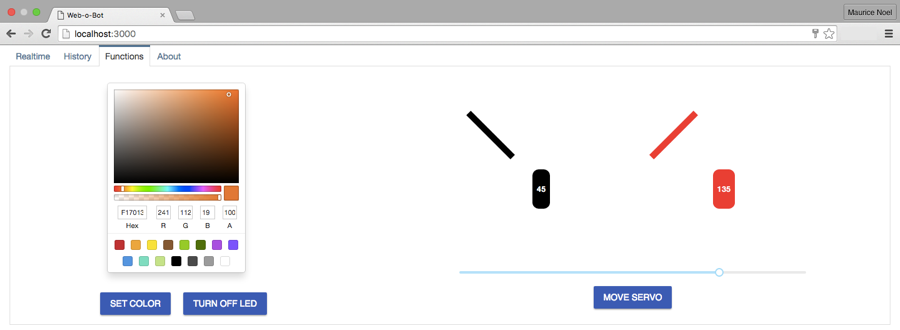 Web-o-Bot
Maurice Noel
localhost:3000
Realtime History Functions About
45
135
F17013 241 112 19 100
Hex R G B A
SET COLOR TURN OFF LED
MOVE SERVO